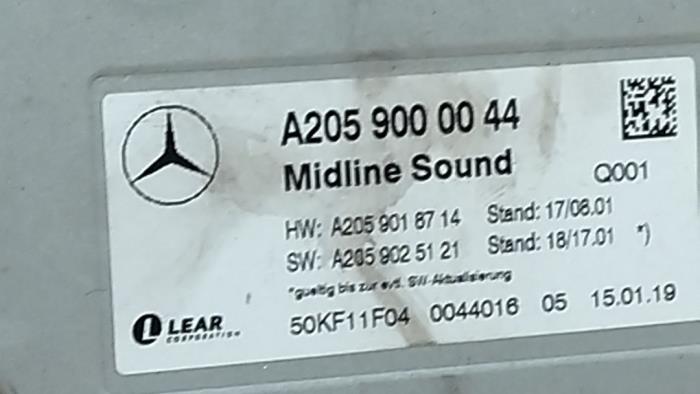 A205 900 00 44
Midline Sound
Q001
HW: A205 901 87 14 Stand: 17/08.01
SW: A205 902 51 21 Stand: 18/17.01 *)
*gueltig bis zur evtl. SW-Aktualisierung
LEAR
CORPORATION
50KF11F04 0044016 05 15.01.19